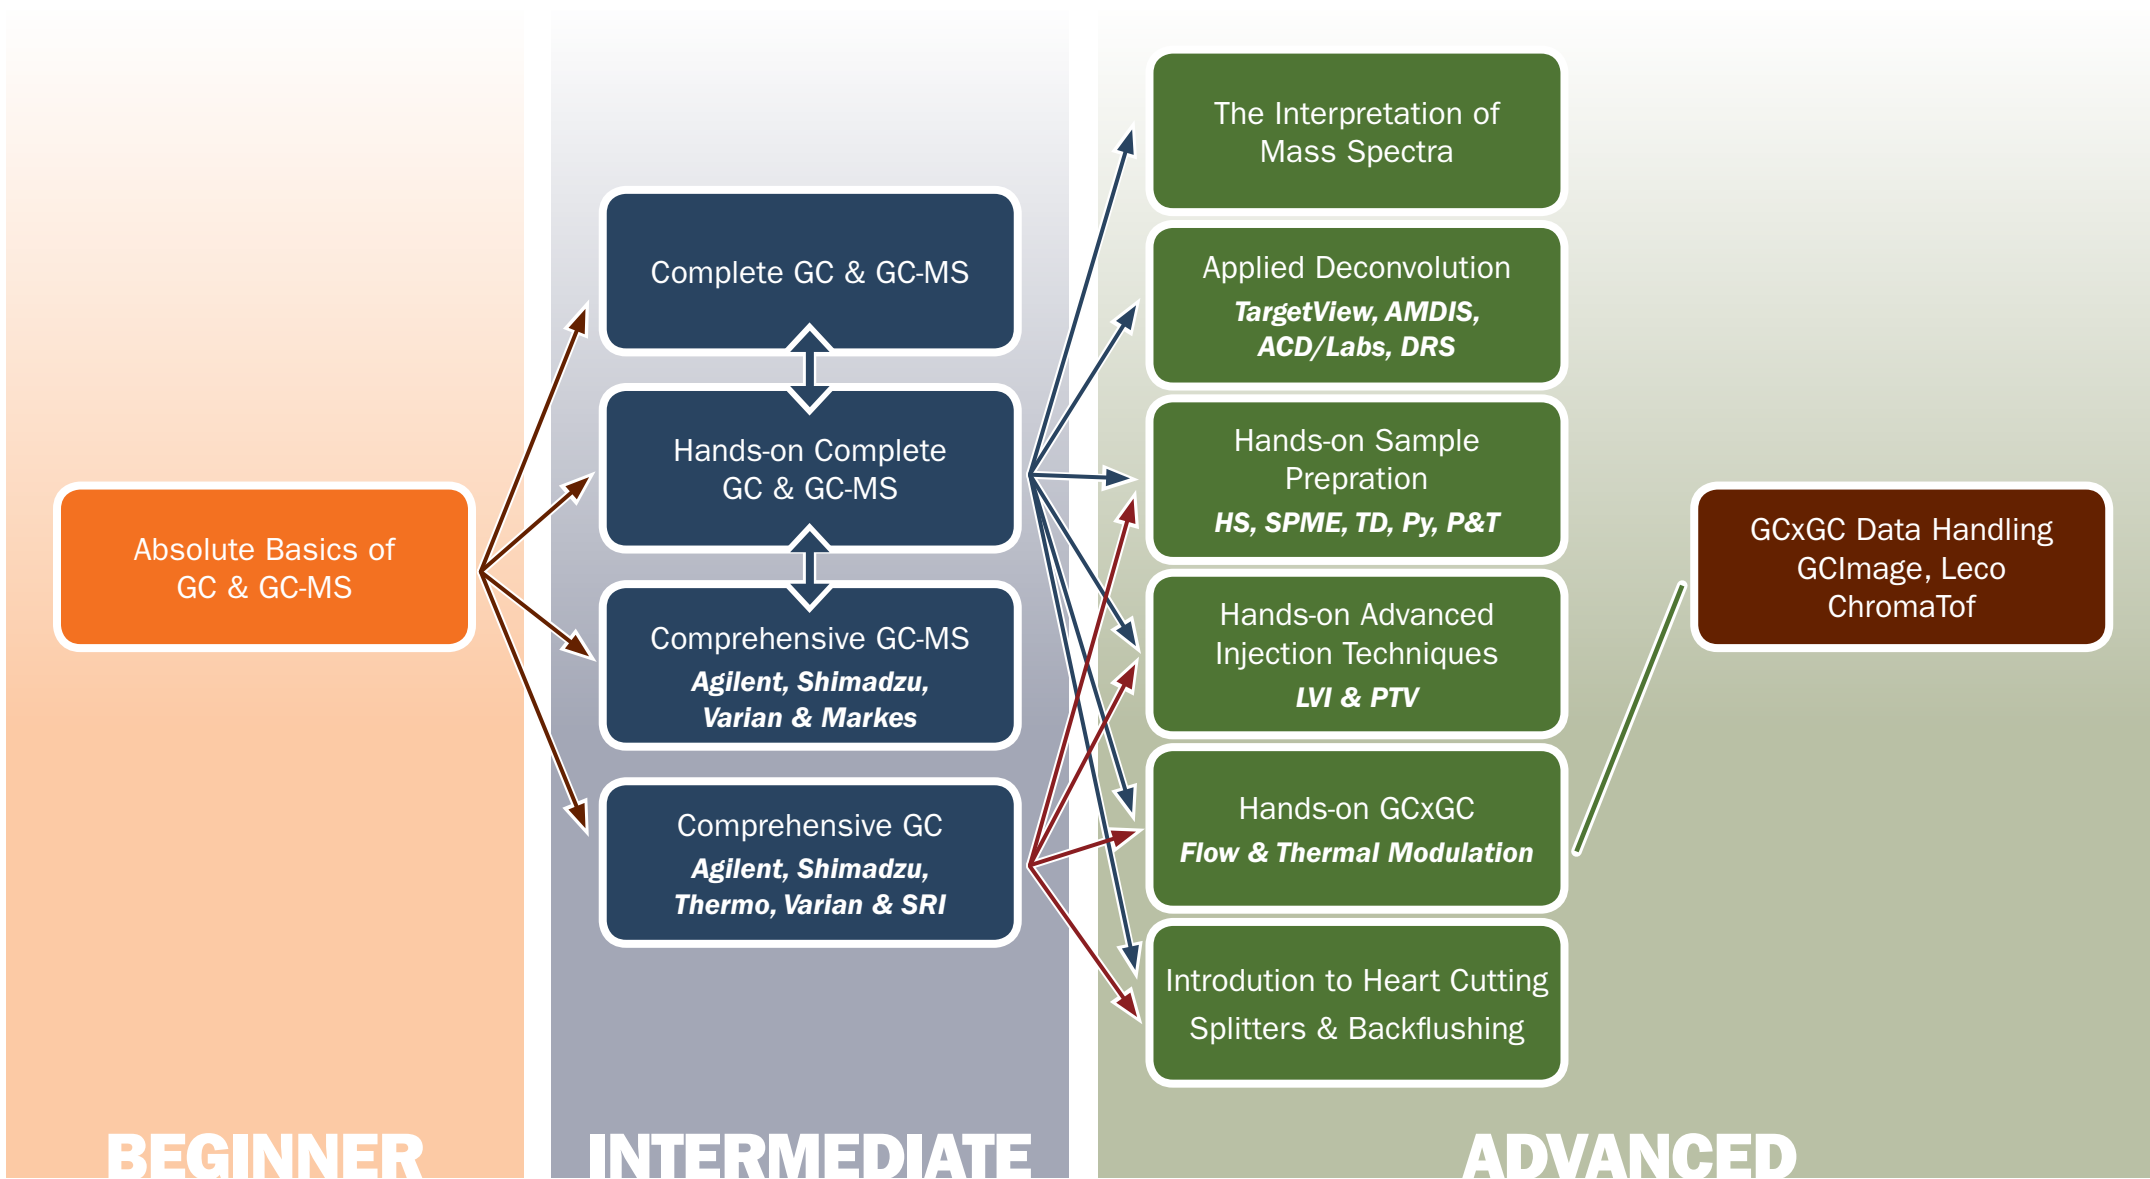 Absolute Basics of
GC & GC-MS
BEGINNER
Complete GC & GC-MS
Hands-on Complete
GC & GC-MS
Comprehensive GC-MS
Agilent, Shimadzu,
Varian & Markes
Comprehensive GC
Agilent, Shimadzu,
Thermo, Varian & SRI
INTERMEDIATE
The Interpretation of
Mass Spectra
Applied Deconvolution
TargetView, AMDIS,
ACD/Labs, DRS
Hands-on Sample
Prepration
HS, SPME, TD, Py, P&T
Hands-on Advanced
Injection Techniques
LVI & PTV
Hands-on GCxGC
Flow & Thermal Modulation
Introdution to Heart Cutting
Splitters & Backflushing
GCxGC Data Handling
GCImage, Leco
ChromaTof
ADVANCED